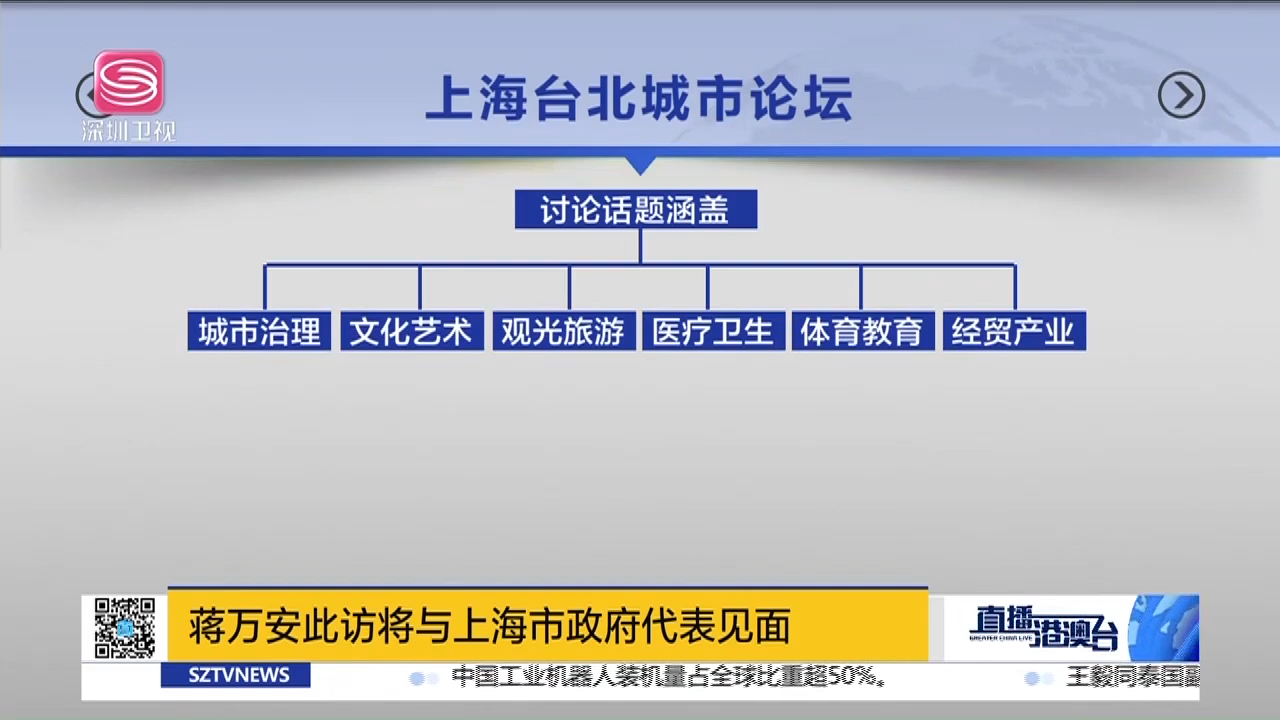 上海台北城市论坛
深圳卫视
讨论话题涵盖
城市治理 文化艺术 观光旅游 医疗卫生 体育教育 经贸产业
蒋万安此访将与上海市政府代表见面
直播港澳台
GREATER CHINA LIVE
SZTVNEWS
中国工业机器人装机量占全球比重超50%。 王毅同泰国副